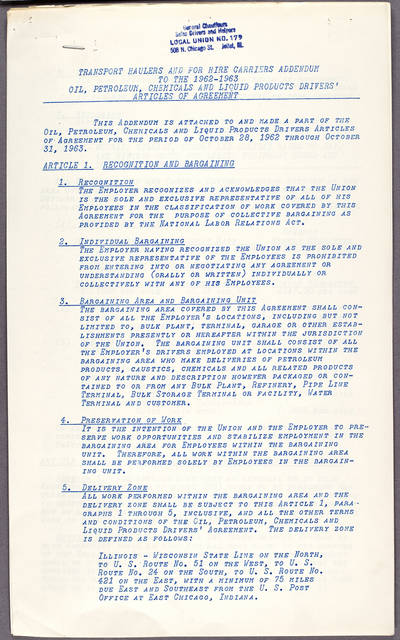 General Chauffeurs
Sales Drivers and Helpers
LOCAL UNION NO. 179
508 N. Chicago St. Joliet, Ill.
TRANSPORT HAULERS AND FOR HIRE CARRIERS ADDENDUM
TO THE 1962-1963
OIL, PETROLEUM, CHEMICALS AND LIQUID PRODUCTS DRIVERS'
ARTICLES OF AGREEMENT
THIS ADDENDUM IS ATTACHED TO AND MADE A PART OF THE
OIL, PETROLEUM, CHEMICALS AND LIQUID PRODUCTS DRIVERS ARTICLES
OF AGREEMENT FOR THE PERIOD OF OCTOBER 28, 1962 THROUGH OCTOBER
31, 1963.
ARTICLE 1. RECOGNITION AND BARGAINING
1. RECOGNITION
THE EMPLOYER RECOGNIZES AND ACKNOWLEDGES THAT THE UNION
IS THE SOLE AND EXCLUSIVE REPRESENTATIVE OF ALL OF HIS
EMPLOYEES IN THE CLASSIFICATION OF WORK COVERED BY THIS
AGREEMENT FOR THE PURPOSE OF COLLECTIVE BARGAINING AS
PROVIDED BY THE NATIONAL LABOR RELATIONS ACT.
2. INDIVIDUAL BARGAINING
THE EMPLOYER HAVING RECOGNIZED THE UNION AS THE SOLE AND
EXCLUSIVE REPRESENTATIVE OF THE EMPLOYEES IS PROHIBITED
FROM ENTERING INTO OR NEGOTIATING ANY AGREEMENT OR
UNDERSTANDING (ORALLY OR WRITTEN) INDIVIDUALLY OR
COLLECTIVELY WITH ANY OF HIS EMPLOYEES.
3. BARGAINING AREA AND BARGAINING UNIT
THE BARGAINING AREA COVERED BY THIS AGREEMENT SHALL CON-
SIST OF ALL THE EMPLOYER'S LOCATIONS, INCLUDING BUT NOT
LIMITED TO, BULK PLANT, TERMINAL, GARAGE OR OTHER ESTAB-
LISHMENTS PRESENTLY OR HEREAFTER WITHIN THE JURISDICTION
OF THE UNION. THE BARGAINING UNIT SHALL CONSIST OF ALL
THE EMPLOYER'S DRIVERS EMPLOYED AT LOCATIONS WITHIN THE
BARGAINING AREA WHO MAKE DELIVERIES OF PETROLEUM
PRODUCTS, CAUSTICS, CHEMICALS AND ALL RELATED PRODUCTS
OF ANY NATURE AND DESCRIPTION HOWEVER PACKAGED OR CON-
TAINED TO OR FROM ANY BULK PLANT, REFINERY, PIPE LINE
TERMINAL, BULK STORAGE TERMINAL OR FACILITY, WATER
TERMINAL AND CUSTOMER.
4. PRESERVATION OF WORK
IT IS THE INTENTION OF THE UNION AND THE EMPLOYER TO PRE-
SERVE WORK OPPORTUNITIES AND STABILIZE EMPLOYMENT IN THE
BARGAINING AREA FOR EMPLOYEES WITHIN THE BARGAINING
UNIT. THEREFORE, ALL WORK WITHIN THE BARGAINING AREA
SHALL BE PERFORMED SOLELY BY EMPLOYEES IN THE BARGAIN-
ING UNIT.
5. DELIVERY ZONE
ALL WORK PERFORMED WITHIN THE BARGAINING AREA AND THE
DELIVERY ZONE SHALL BE SUBJECT TO THIS ARTICLE 1, PARA-
GRAPHS 1 THROUGH 5, INCLUSIVE, AND ALL THE OTHER TERMS
AND CONDITIONS OF THE OIL, PETROLEUM, CHEMICALS AND
LIQUID PRODUCTS DRIVERS' AGREEMENT. THE DELIVERY ZONE
IS DEFINED AS FOLLOWS:
ILLINOIS - WISCONSIN STATE LINE ON THE NORTH,
TO U. S. ROUTE NO. 51 ON THE WEST, TO U. S.
ROUTE NO. 24 ON THE SOUTH, TO U. S. ROUTE NO.
421 ON THE EAST, WITH A MINIMUM OF 75 MILES
DUE EAST AND SOUTHEAST FROM THE U. S. POST
OFFICE AT EAST CHICAGO, INDIANA.